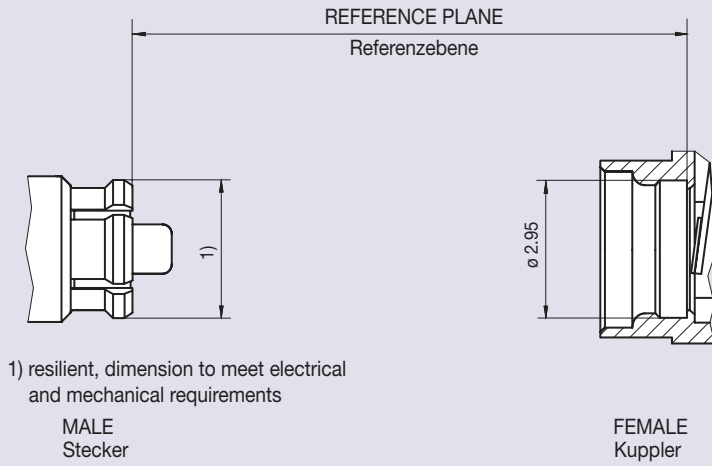 REFERENCE PLANE
Referenzebene
1)
ø 2.95
1) resilient, dimension to meet electrical
and mechanical requirements
MALE
Stecker
FEMALE
Kuppler